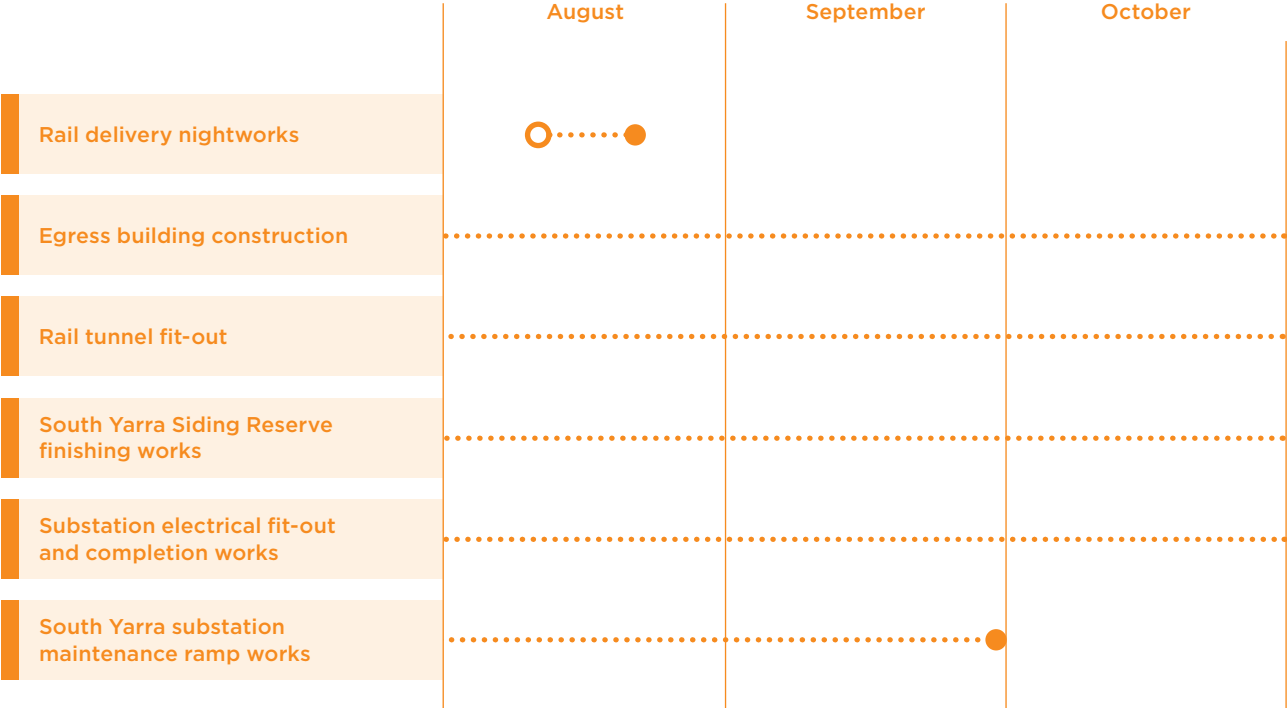 August
September
October
Rail delivery nightworks
Egress building construction
Rail tunnel fit-out
South Yarra Siding Reserve
finishing works
Substation electrical fit-out
and completion works
South Yarra substation
maintenance ramp works